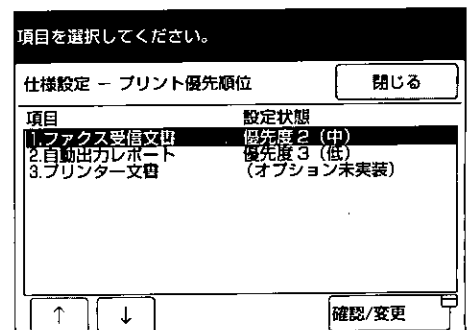 項目を選択してください。
仕様設定 － プリント優先順位 閉じる
項目 設定状態
1.ファクス受信文書 優先度2（中）
2.自動出力レポート 優先度3（低）
3.プリンター文書 （オプション未実装）
↑ ↓ 確認/変更